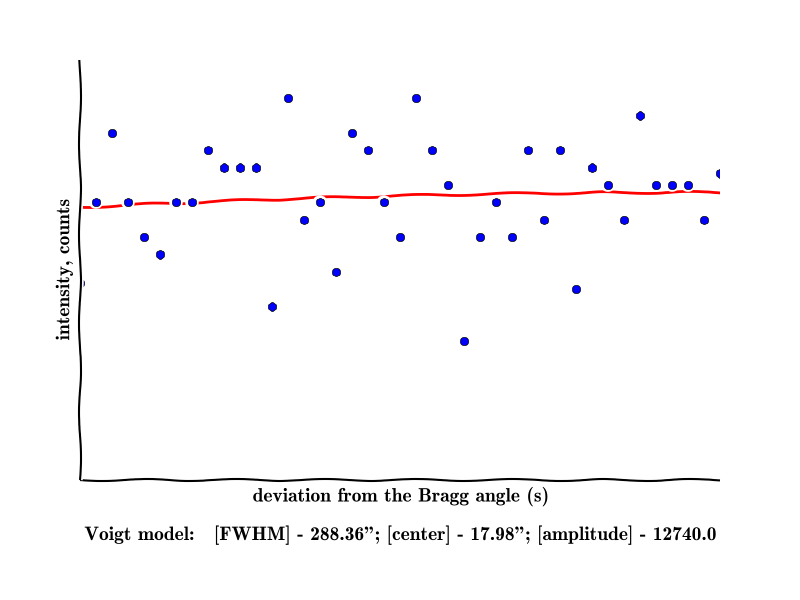 intensity, counts
deviation from the Bragg angle (s)
Voigt model: [FWHM] - 288.36”; [center] - 17.98”; [amplitude] - 12740.0